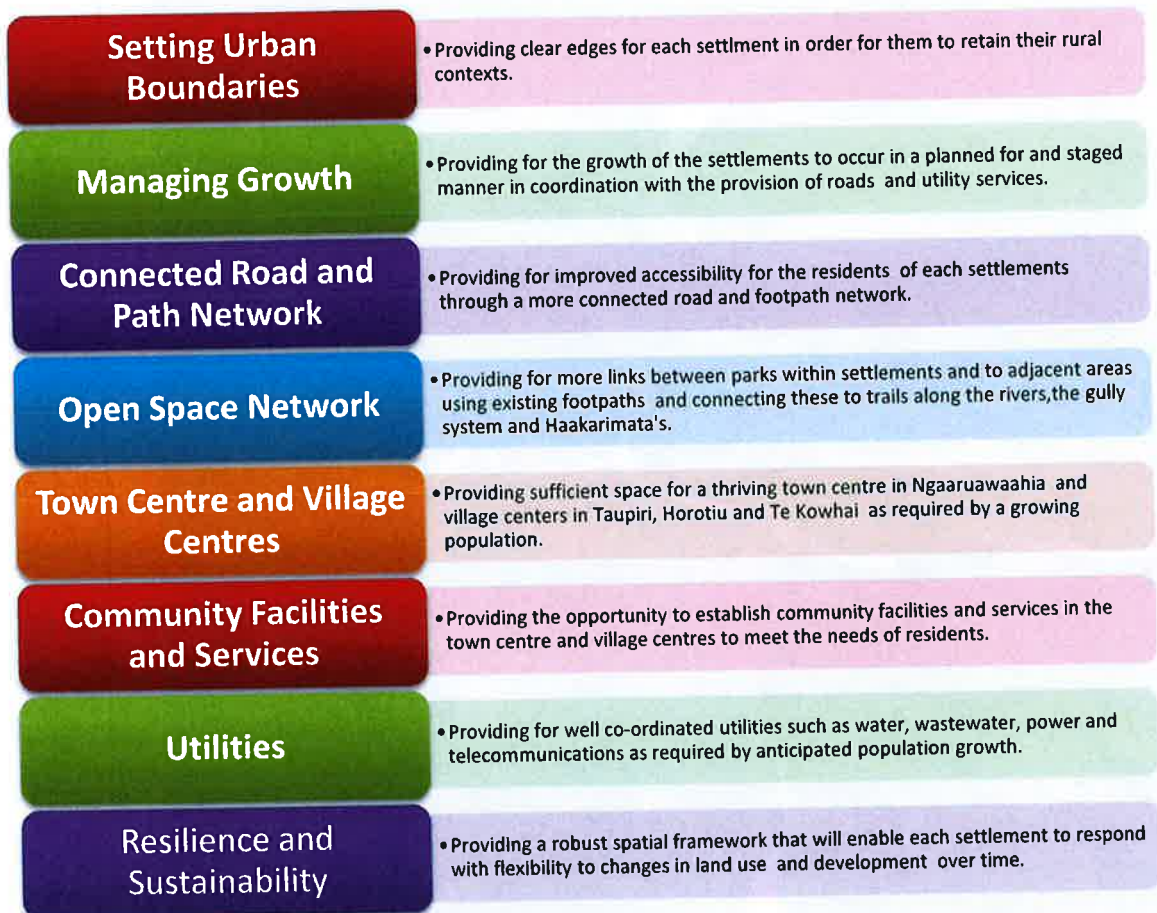 Setting Urban
Boundaries
• Providing clear edges for each settlment in order for them to retain their rural
contexts.
Managing Growth
• Providing for the growth of the settlements to occur in a planned for and staged
manner in coordination with the provision of roads and utility services.
Connected Road and
Path Network
• Providing for improved accessibility for the residents of each settlements
through a more connected road and footpath network.
Open Space Network
• Providing for more links between parks within settlements and to adjacent areas
using existing footpaths and connecting these to trails along the rivers,the gully
system and Haakarimata's.
Town Centre and Village
Centres
• Providing sufficient space for a thriving town centre in Ngaaruawaahia and
village centers in Taupiri, Horotiu and Te Kowhai as required by a growing
population.
Community Facilities
and Services
• Providing the opportunity to establish community facilities and services in the
town centre and village centres to meet the needs of residents.
Utilities
• Providing for well co-ordinated utilities such as water, wastewater, power and
telecommunications as required by anticipated population growth.
Resilience and
Sustainability
• Providing a robust spatial framework that will enable each settlement to respond
with flexibility to changes in land use and development over time.